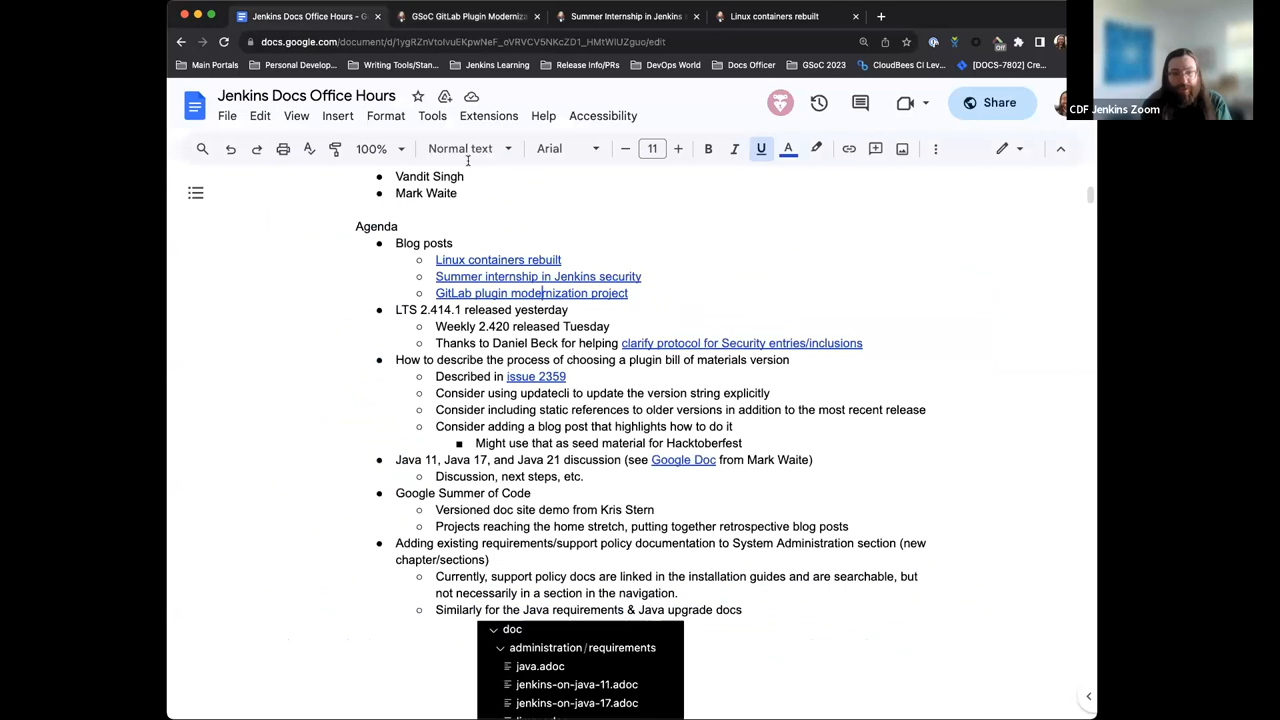 Jenkins Docs Office Hours - G
GSoC GitLab Plugin Moderniza
Summer Internship in Jenkins s
Linux containers rebuilt
docs.google.com/document/d/1ygRZnVtoIvuEKpwNeF_oVRVCV5NKcZD1_HMtWlUZguo/edit
Main Portals
Personal Develop...
Writing Tools/Stan...
Jenkins Learning
Release Info/PRs
DevOps World
Docs Officer
GSoC 2023
CloudBees CI Lev...
[DOCS-7802] Cre...
CDF Jenkins Zoom
Jenkins Docs Office Hours
File Edit View Insert Format Tools Extensions Help Accessibility
Share
100% Normal text Arial 11
Vandit Singh
Mark Waite
Agenda
Blog posts
Linux containers rebuilt
Summer internship in Jenkins security
GitLab plugin modernization project
LTS 2.414.1 released yesterday
Weekly 2.420 released Tuesday
Thanks to Daniel Beck for helping clarify protocol for Security entries/inclusions
How to describe the process of choosing a plugin bill of materials version
Described in issue 2359
Consider using updatecli to update the version string explicitly
Consider including static references to older versions in addition to the most recent release
Consider adding a blog post that highlights how to do it
Might use that as seed material for Hacktoberfest
Java 11, Java 17, and Java 21 discussion (see Google Doc from Mark Waite)
Discussion, next steps, etc.
Google Summer of Code
Versioned doc site demo from Kris Stern
Projects reaching the home stretch, putting together retrospective blog posts
Adding existing requirements/support policy documentation to System Administration section (new
chapter/sections)
Currently, support policy docs are linked in the installation guides and are searchable, but
not necessarily in a section in the navigation.
Similarly for the Java requirements & Java upgrade docs
doc
administration/requirements
java.adoc
jenkins-on-java-11.adoc
jenkins-on-java-17.adoc